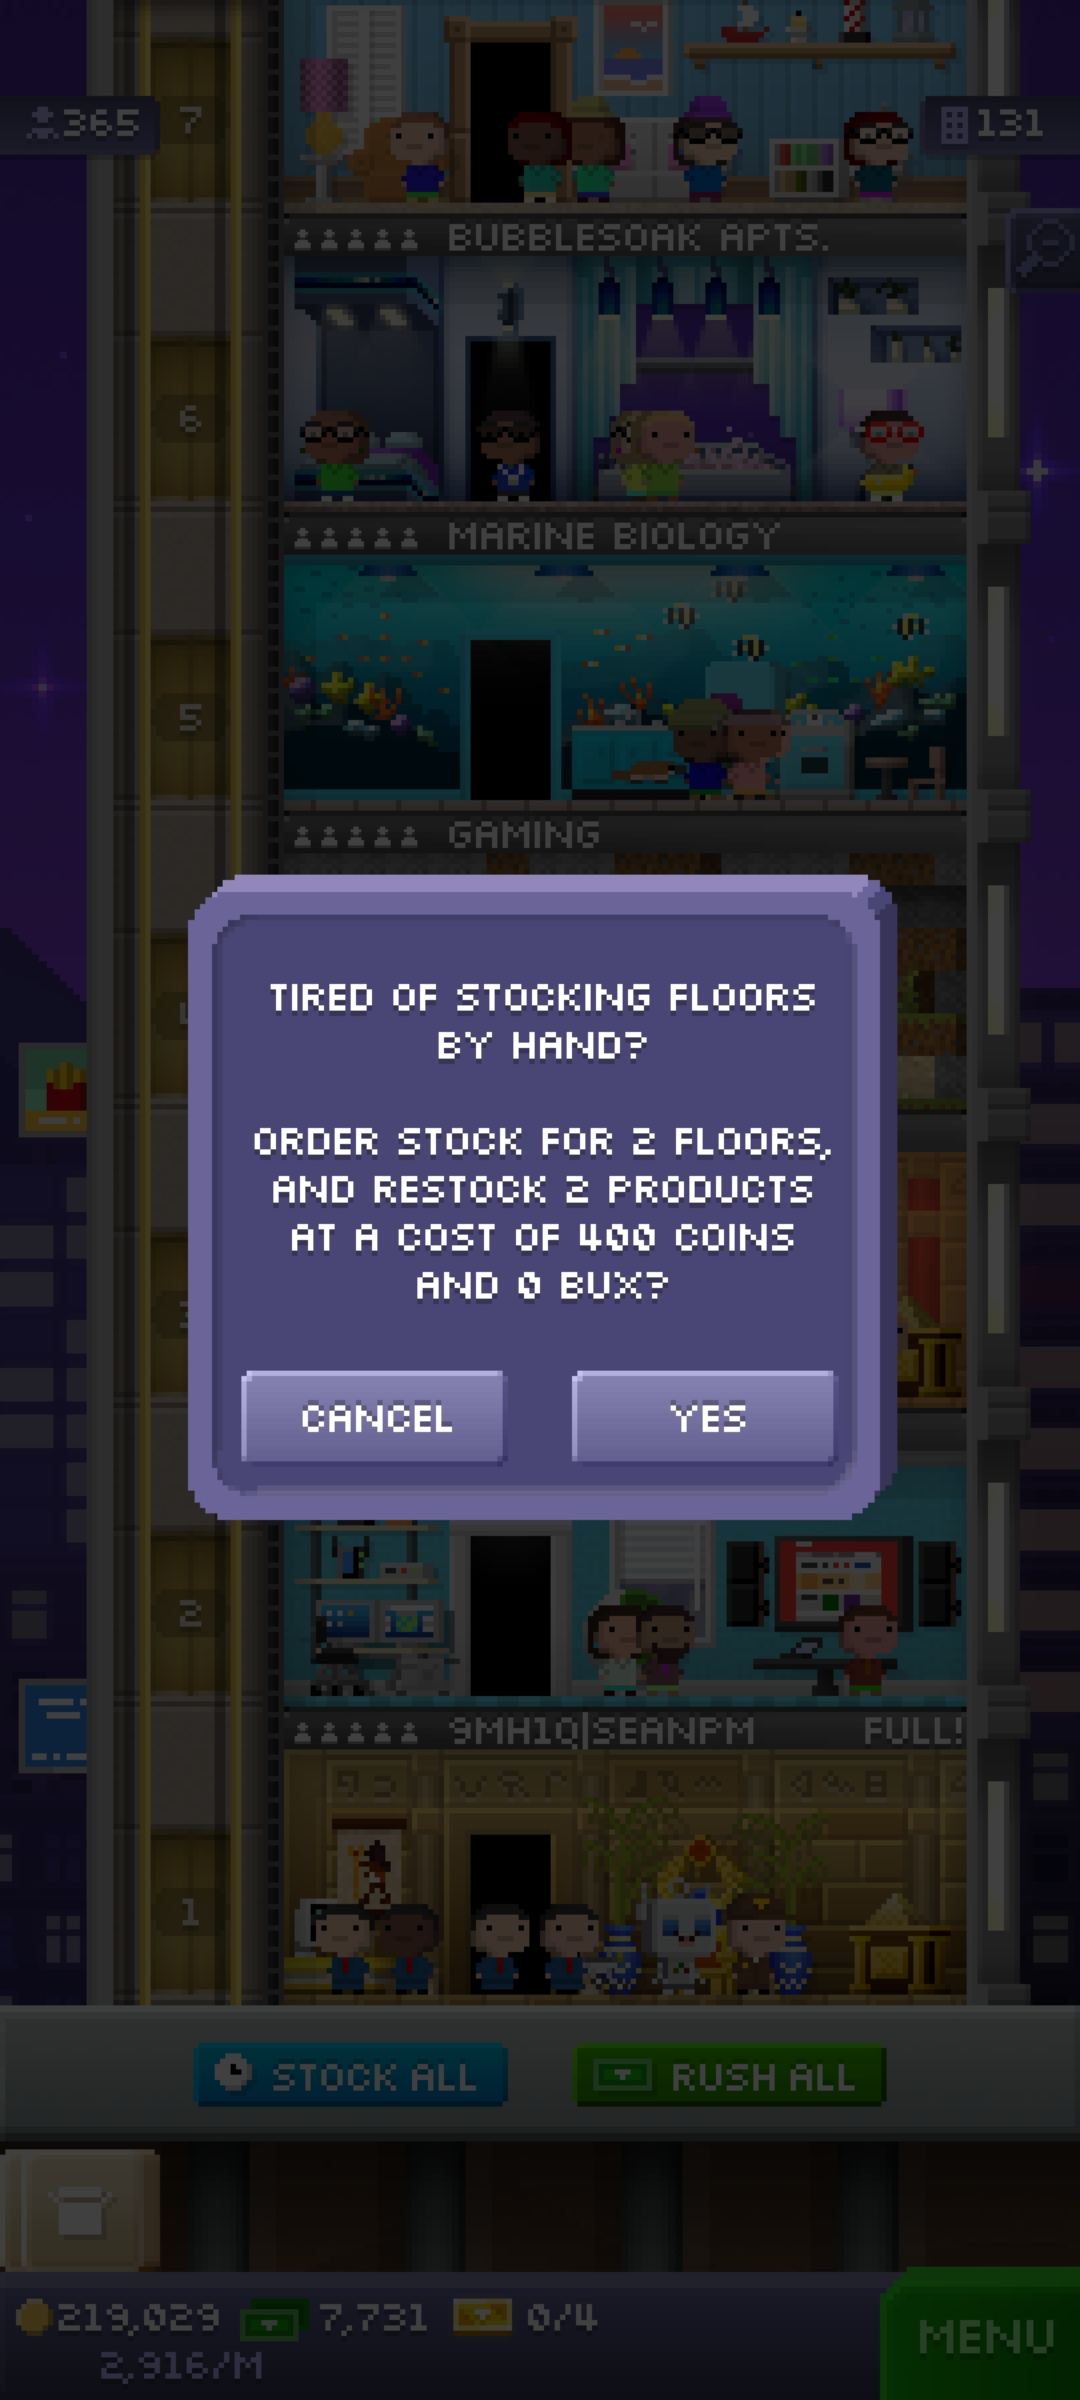 365
7
131
BUBBLESOAK APTS.
6
MARINE BIOLOGY
5
GAMING
TIRED OF STOCKING FLOORS
BY HAND?
ORDER STOCK FOR 2 FLOORS,
AND RESTOCK 2 PRODUCTS
AT A COST OF 400 COINS
AND 0 BUX?
CANCEL
YES
2
9MH1Q|SEANPM
FULL!
1
STOCK ALL
RUSH ALL
219,029
7,731
0/4
2,916/M
MENU